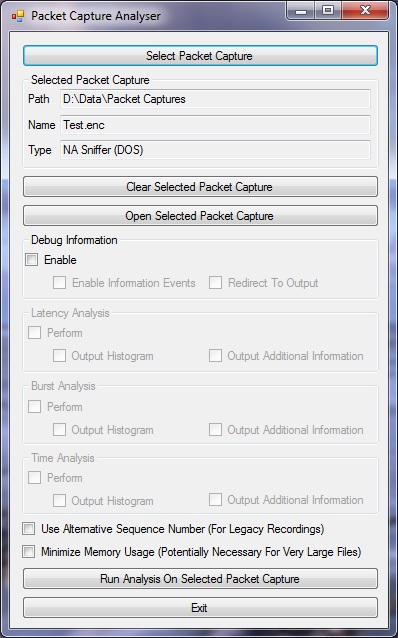 Packet Capture Analyser
Select Packet Capture
Selected Packet Capture
Path D:\Data\Packet Captures
Name Test.enc
Type NA Sniffer (DOS)
Clear Selected Packet Capture
Open Selected Packet Capture
Debug Information
Enable
Enable Information Events Redirect To Output
Latency Analysis
Perform
Output Histogram Output Additional Information
Burst Analysis
Perform
Output Histogram Output Additional Information
Time Analysis
Perform
Output Histogram Output Additional Information
Use Alternative Sequence Number (For Legacy Recordings)
Minimize Memory Usage (Potentially Necessary For Very Large Files)
Run Analysis On Selected Packet Capture
Exit